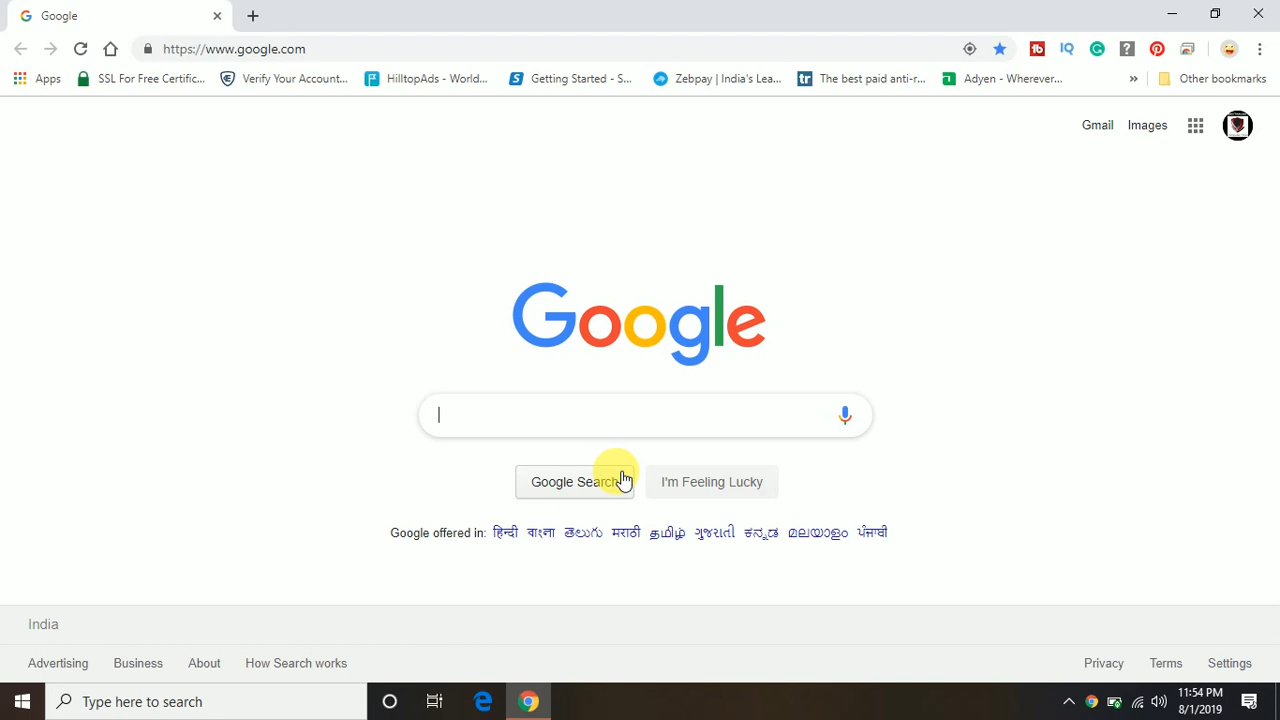 Google
https://www.google.com
Apps SSL For Free Certific... Verify Your Account... HilltopAds - World... Getting Started - S... Zebpay | India's Lea... The best paid anti-r... Adyen - Wherever... » Other bookmarks
Gmail Images
Google
Google Search I'm Feeling Lucky
Google offered in: हिन्दी বাংলা తెలుగు मराठी தமிழ் ગુજરાતી ಕನ್ನಡ മലയാളം ਪੰਜਾਬੀ
India
Advertising Business About How Search works Privacy Terms Settings
Type here to search
11:54 PM
8/1/2019